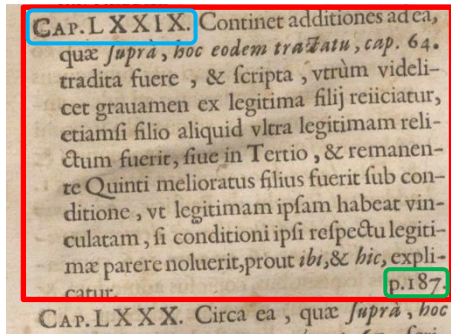 CAP. LXXIX. Continet additiones ad ea,
quæ ſuprà, hoc eodem tractatu, cap. 64.
tradita fuere, & ſcripta, vtrùm videli-
cet grauamen ex legitima filij reiiciatur,
etiamſi filio aliquid vltra legitimam reli-
ctum fuerit, ſiue in Tertio, & remanen-
te Quinti melioratus filius fuerit ſub con-
ditione, vt legitimam ipſam habeat vin-
culatam, ſi conditioni ipſi reſpectu legiti-
mæ parere noluerit, prout ibi, & hic, expli-
catur. p.187.
CAP. LXXX. Circa ea, quæ ſuprà, hoc